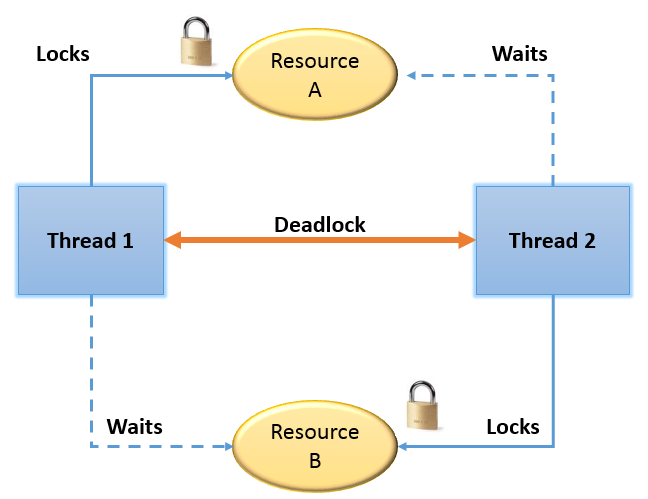 Locks
Resource
A
Waits
Thread 1
Deadlock
Thread 2
Waits
Resource
B
Locks